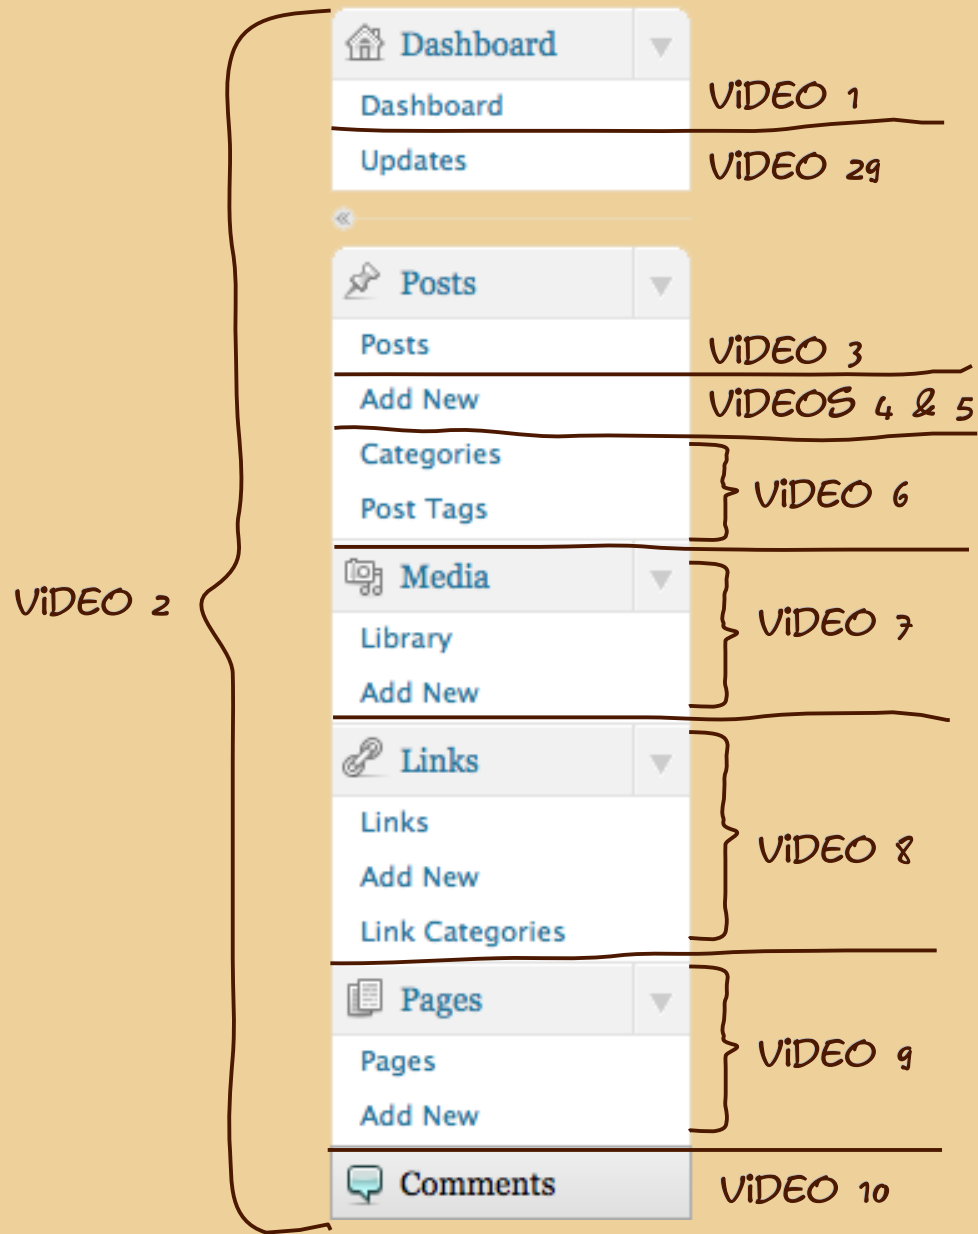 Dashboard
Dashboard ViDEO 1
Updates ViDEO 29
Posts
Posts ViDEO 3
Add New ViDEOS 4 & 5
Categories
Post Tags ViDEO 6
Media
ViDEO 2
Library ViDEO 7
Add New
Links
Links
ViDEO 8
Add New
Link Categories
Pages
Pages ViDEO 9
Add New
Comments ViDEO 10